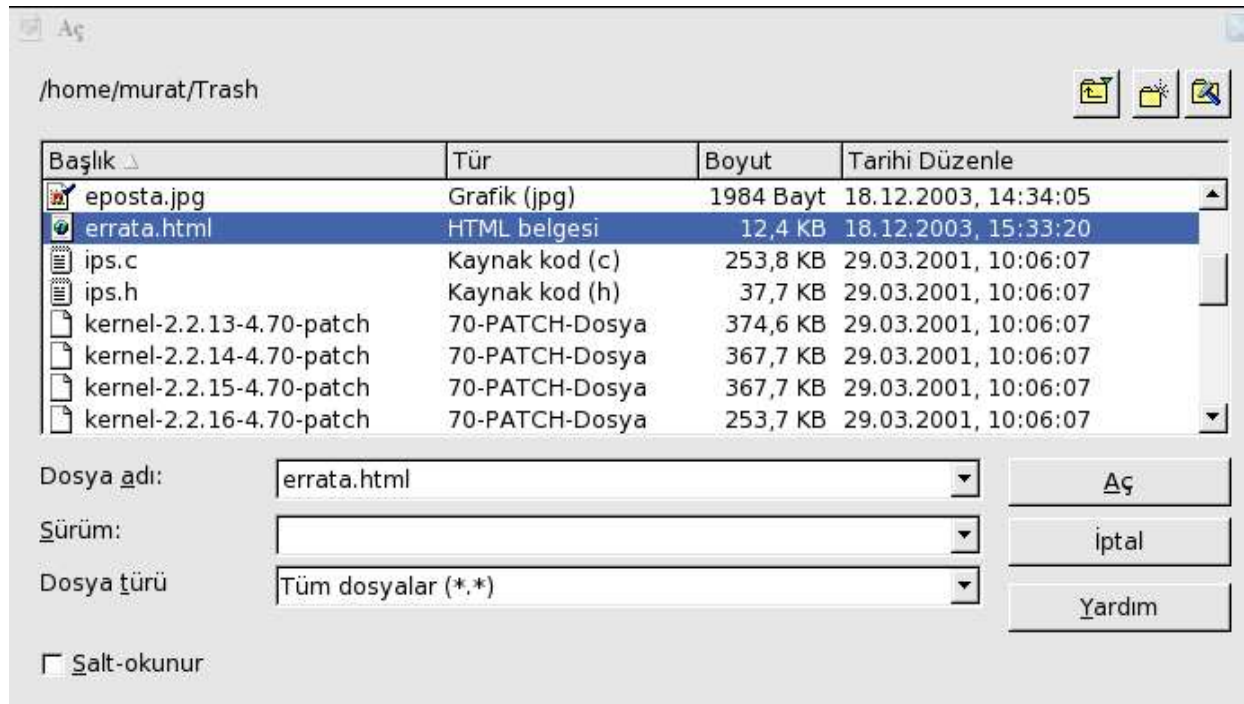 Aç
/home/murat/Trash
Başlık Tür Boyut Tarihi Düzenle
eposta.jpg Grafik (jpg) 1984 Bayt 18.12.2003, 14:34:05
errata.html HTML belgesi 12,4 KB 18.12.2003, 15:33:20
ips.c Kaynak kod (c) 253,8 KB 29.03.2001, 10:06:07
ips.h Kaynak kod (h) 37,7 KB 29.03.2001, 10:06:07
kernel-2.2.13-4.70-patch 70-PATCH-Dosya 374,6 KB 29.03.2001, 10:06:07
kernel-2.2.14-4.70-patch 70-PATCH-Dosya 367,7 KB 29.03.2001, 10:06:07
kernel-2.2.15-4.70-patch 70-PATCH-Dosya 367,7 KB 29.03.2001, 10:06:07
kernel-2.2.16-4.70-patch 70-PATCH-Dosya 253,7 KB 29.03.2001, 10:06:07
Dosya adı: errata.html Aç
Sürüm: İptal
Dosya türü Tüm dosyalar (*.*)
Yardım
Salt-okunur